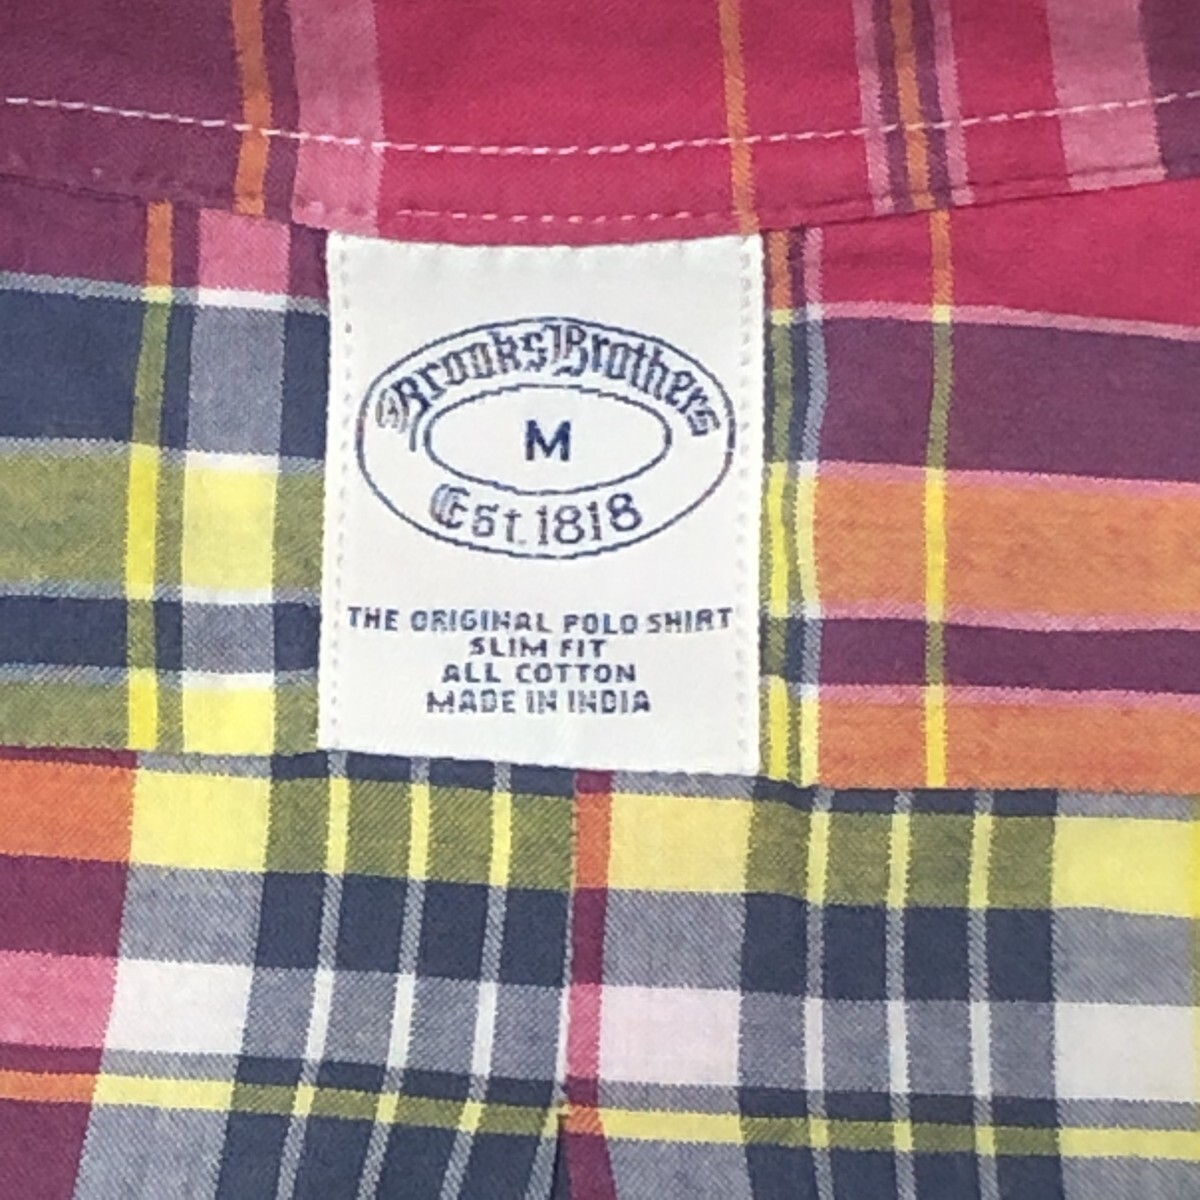 Brooks Brothers
M
Est. 1818
THE ORIGINAL POLO SHIRT
SLIM FIT
ALL COTTON
MADE IN INDIA